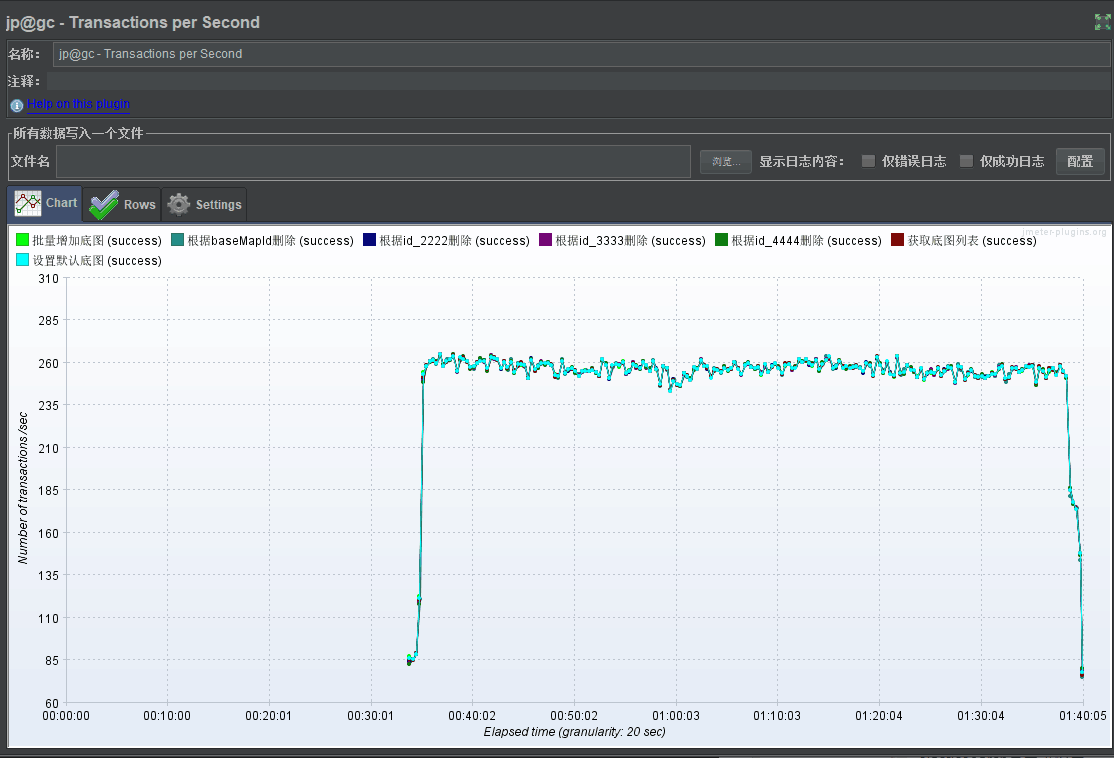 jp@gc - Transactions per Second
名称： jp@gc - Transactions per Second
注释：
Help on this plugin
所有数据写入一个文件
文件名 浏览... 显示日志内容： 仅错误日志 仅成功日志 配置
Chart Rows Settings
jmeter-plugins.org
批量增加底图 (success) 根据baseMapId删除 (success) 根据id_2222删除 (success) 根据id_3333删除 (success) 根据id_4444删除 (success) 获取底图列表 (success)
设置默认底图 (success)
310
285
260
235
210
185
160
135
110
85
60
Number of transactions /sec
00:00:00 00:10:00 00:20:01 00:30:01 00:40:02 00:50:02 01:00:03 01:10:03 01:20:04 01:30:04 01:40:05
Elapsed time (granularity: 20 sec)